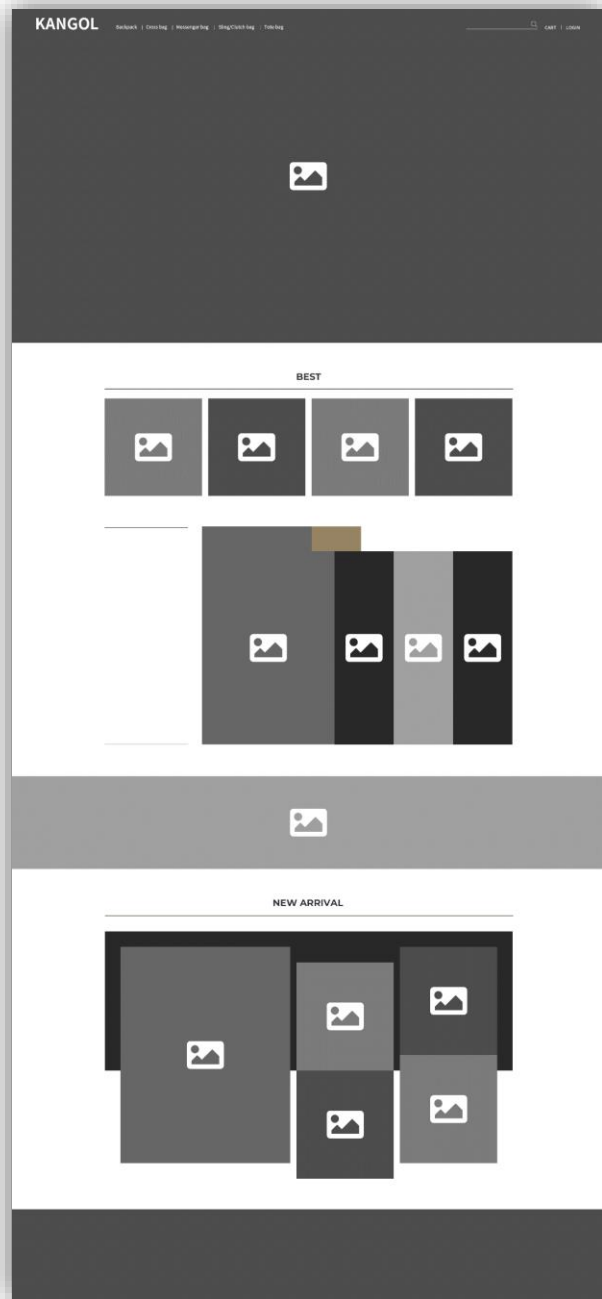 KANGOL Backpack | Cross bag | Messenger bag | Sling/Clutch bag | Tote bag CART | LOGIN
BEST
NEW ARRIVAL